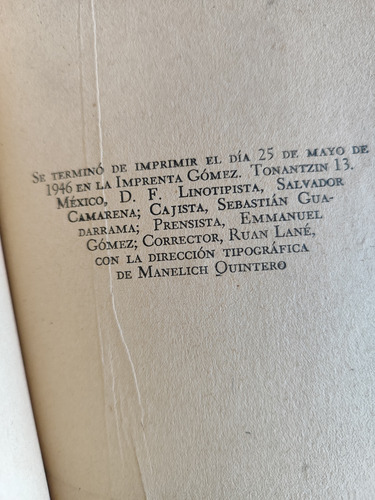 Se terminó de imprimir el día 25 de mayo de
1946 en la Imprenta Gómez. Tonantzin 13.
México, D. F. Linotipista, Salvador
Camarena; Cajista, Sebastián Gua-
darrama; Prensista, Emmanuel
Gómez; Corrector, Ruan Lané,
con la dirección tipográfica
de Manelich Quintero